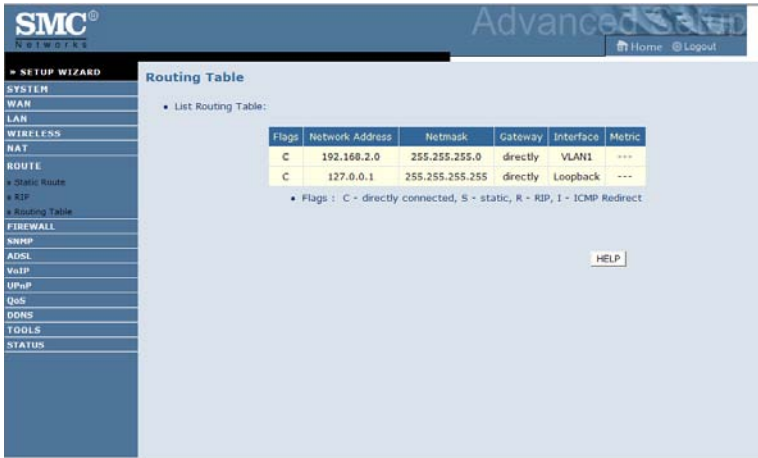 SMC®
Networks
Advanced Setup
Home Logout
» SETUP WIZARD
SYSTEM
WAN
LAN
WIRELESS
NAT
ROUTE
» Static Route
» RIP
» Routing Table
FIREWALL
SNMP
ADSL
VoIP
UPnP
QoS
DDNS
TOOLS
STATUS
Routing Table
• List Routing Table:
Flags Network Address Netmask Gateway Interface Metric
C 192.168.2.0 255.255.255.0 directly VLAN1 ---
C 127.0.0.1 255.255.255.255 directly Loopback ---
• Flags : C - directly connected, S - static, R - RIP, I - ICMP Redirect
HELP